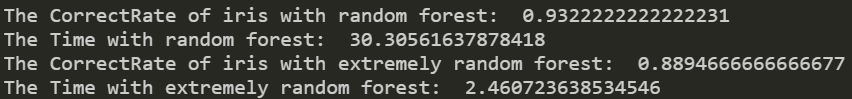 The CorrectRate of iris with random forest:  0.9322222222222231
The Time with random forest:  30.30561637878418
The CorrectRate of iris with extremely random forest:  0.8894666666666677
The Time with extremely random forest:  2.460723638534546